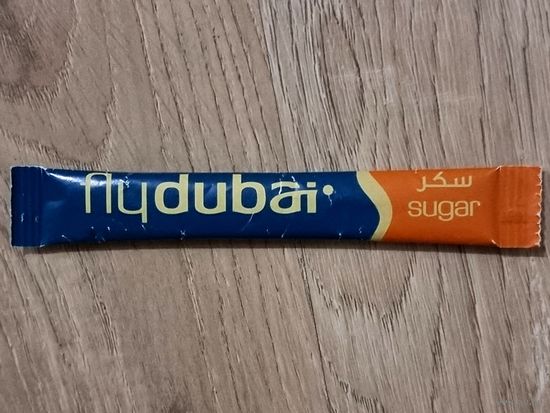 flydubai
سكر
sugar